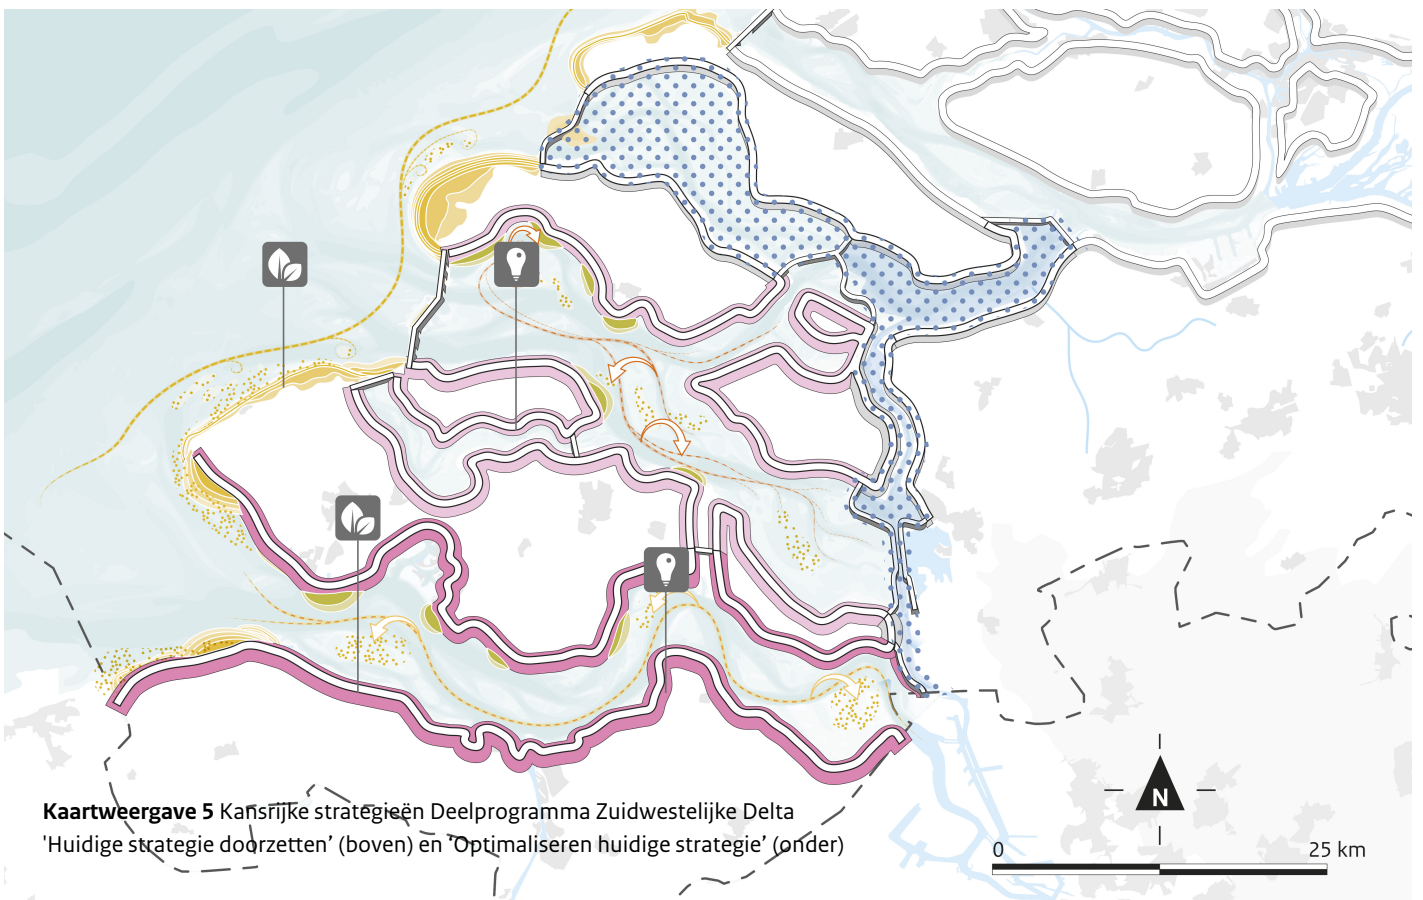 Kaartweergave 5 Kansrijke strategieën Deelprogramma Zuidwestelijke Delta
'Huidige strategie doorzetten’ (boven) en ‘Optimaliseren huidige strategie’ (onder)
N
0 25 km